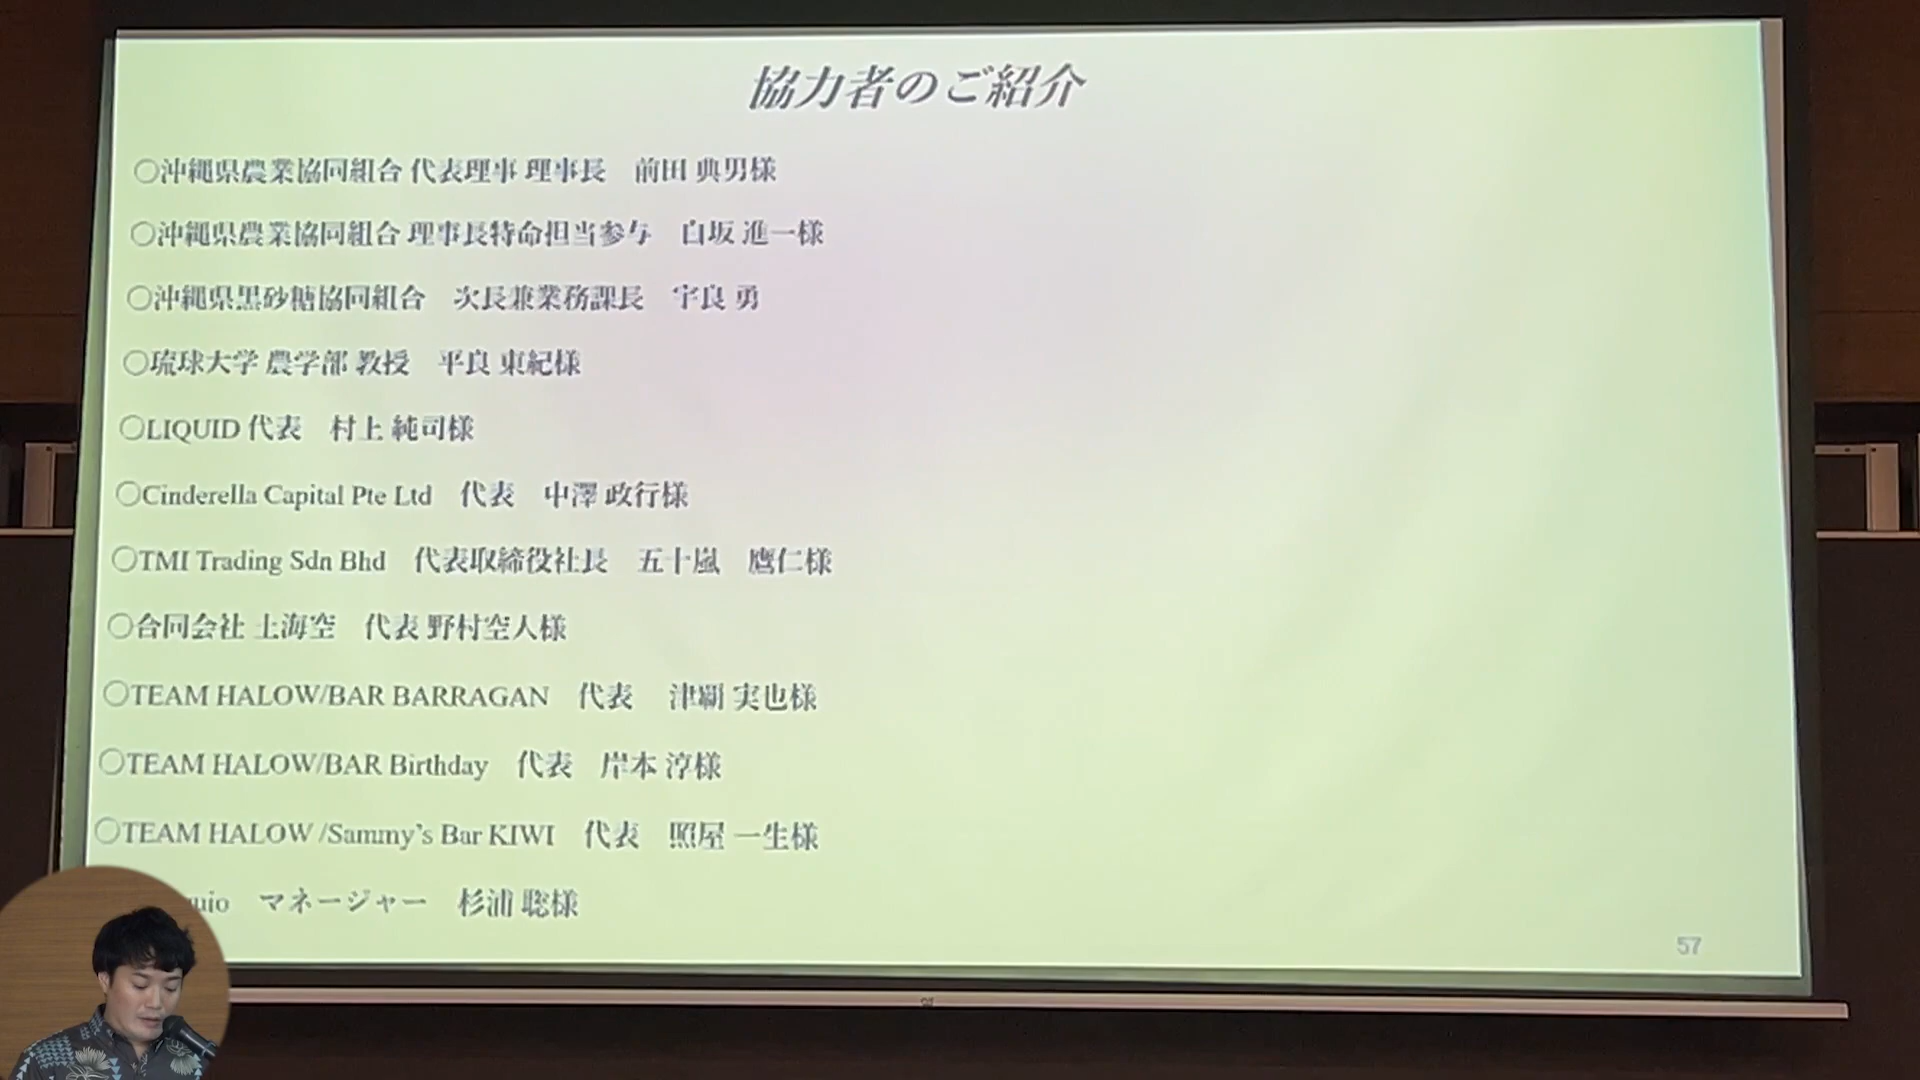 協力者のご紹介
○沖縄県農業協同組合 代表理事 理事長　前田 典男様
○沖縄県農業協同組合 理事長特命担当参与　白坂 進一様
○沖縄県黒砂糖協同組合　次長兼業務課長　宇良 勇
○琉球大学 農学部 教授　平良 東紀様
○LIQUID 代表　村上 純司様
○Cinderella Capital Pte Ltd　代表　中澤 政行様
○TMI Trading Sdn Bhd　代表取締役社長　五十嵐　鷹仁様
○合同会社 上海空　代表 野村空人様
○TEAM HALOW/BAR BARRAGAN　代表　津覇 実也様
○TEAM HALOW/BAR Birthday　代表　岸本 淳様
○TEAM HALOW /Sammy's Bar KIWI　代表　照屋 一生様
マネージャー　杉浦 聡様
57